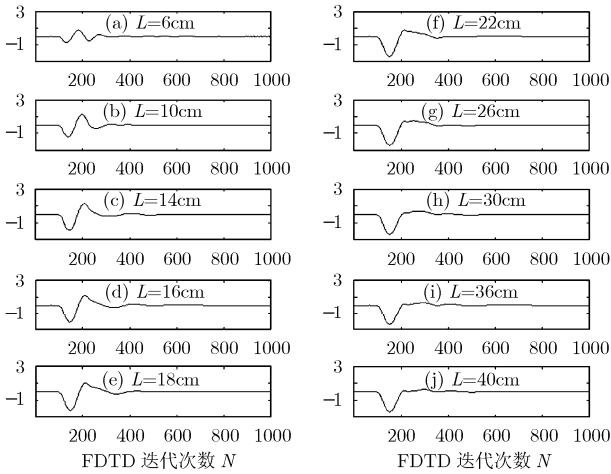 3
(a) L=6cm
−1
200 400 600 800 1000
3
(b) L=10cm
−1
200 400 600 800 1000
3
(c) L=14cm
−1
200 400 600 800 1000
3
(d) L=16cm
−1
200 400 600 800 1000
3
(e) L=18cm
−1
200 400 600 800 1000
FDTD 迭代次数 N
3
(f) L=22cm
−1
200 400 600 800 1000
3
(g) L=26cm
−1
200 400 600 800 1000
3
(h) L=30cm
−1
200 400 600 800 1000
3
(i) L=36cm
−1
200 400 600 800 1000
3
(j) L=40cm
−1
200 400 600 800 1000
FDTD 迭代次数 N